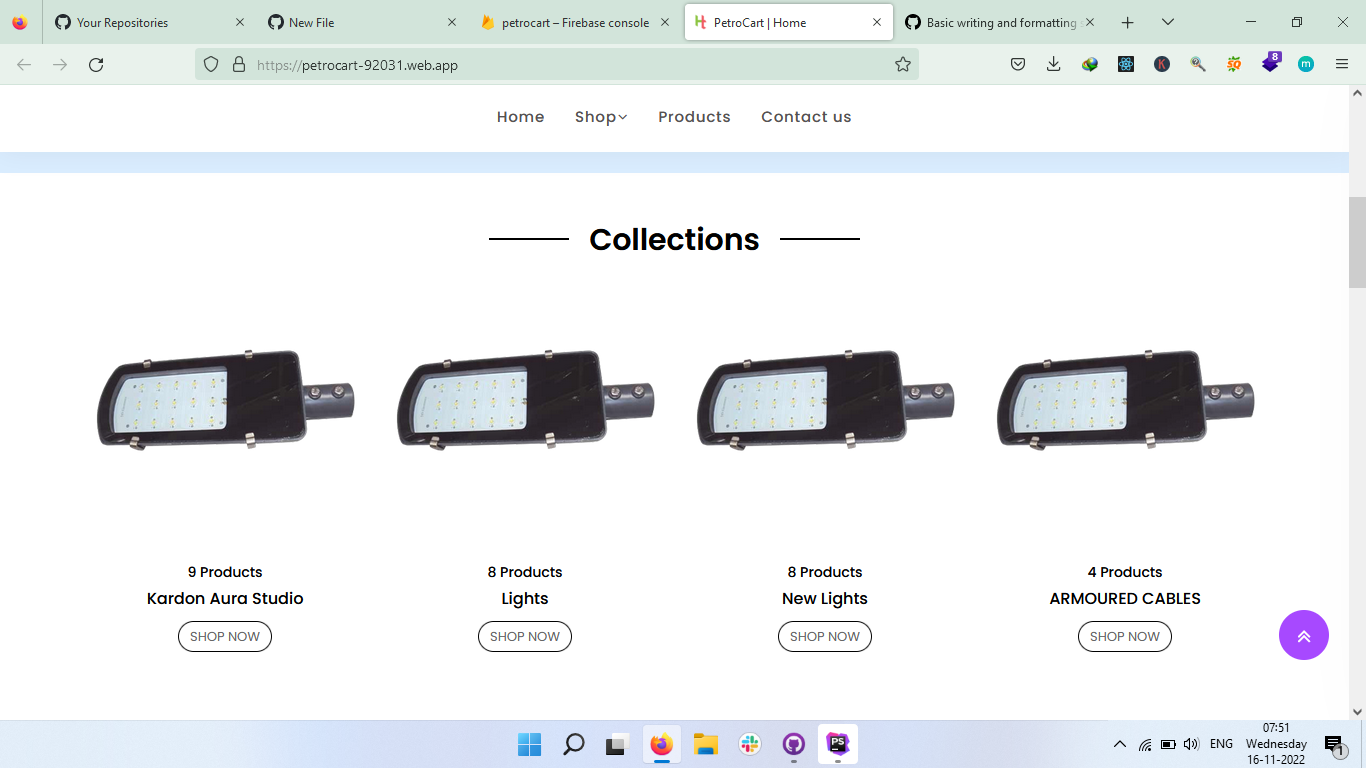 Your Repositories
New File
petrocart – Firebase console
PetroCart | Home
Basic writing and formatting s
https://petrocart-92031.web.app
8
m
Home Shop Products Contact us
Collections
9 Products
Kardon Aura Studio
SHOP NOW
8 Products
Lights
SHOP NOW
8 Products
New Lights
SHOP NOW
4 Products
ARMOURED CABLES
SHOP NOW
PS
ENG
07:51
Wednesday
16-11-2022
1